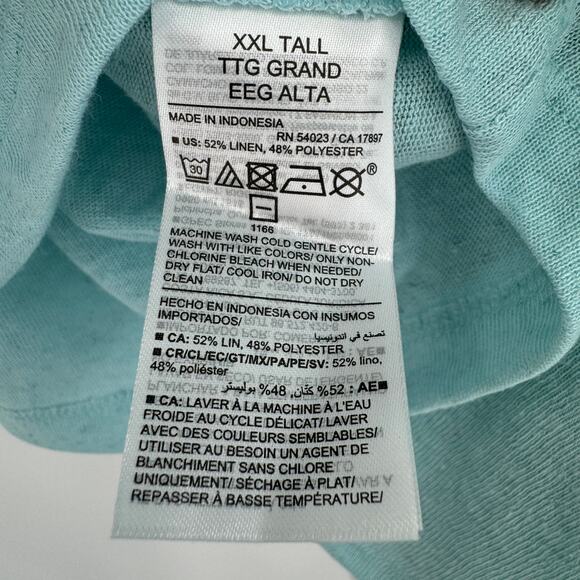 XXL TALL
TTG GRAND
EEG ALTA
MADE IN INDONESIA
RN 54023 / CA 17897
■ US: 52% LINEN, 48% POLYESTER
30
®
1166
MACHINE WASH COLD GENTLE CYCLE/
WASH WITH LIKE COLORS/ ONLY NON-
CHLORINE BLEACH WHEN NEEDED/
DRY FLAT/ COOL IRON/ DO NOT DRY
CLEAN
HECHO EN INDONESIA CON INSUMOS
IMPORTADOS/
تصنع في اندونيسيا
■ CA: 52% LIN, 48% POLYESTER
■ CR/CL/EC/GT/MX/PA/PE/SV: 52% lino,
48% poliéster
■ AE : 52% كتان, 48% بوليستر
■ CA: LAVER À LA MACHINE À L'EAU
FROIDE AU CYCLE DÉLICAT/ LAVER
AVEC DES COULEURS SEMBLABLES/
UTILISER AU BESOIN UN AGENT DE
BLANCHIMENT SANS CHLORE
UNIQUEMENT/ SÉCHAGE À PLAT/
REPASSER À BASSE TEMPÉRATURE/